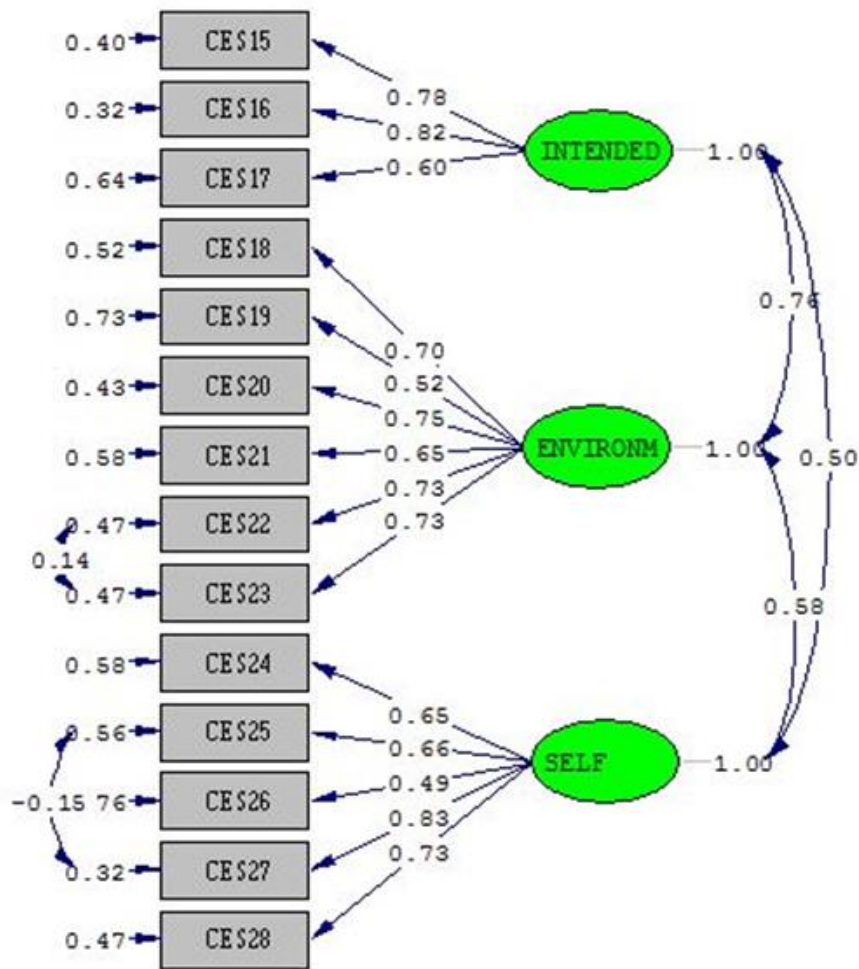 0.40 CES15
0.78
0.32 CES16
0.82
INTENDED 1.00
0.60
0.64 CES17
0.52 CES18
0.76
0.73 CES19
0.70
0.52
0.43 CES20
0.75
0.58 CES21
0.65
ENVIRONM 1.00
0.50
0.73
0.47 CES22
0.73
0.14
0.47 CES23
0.58
0.58 CES24
0.65
0.56 CES25
0.66
SELF 1.00
0.49
-0.15 76 CES26
0.83
0.73
0.32 CES27
0.47 CES28